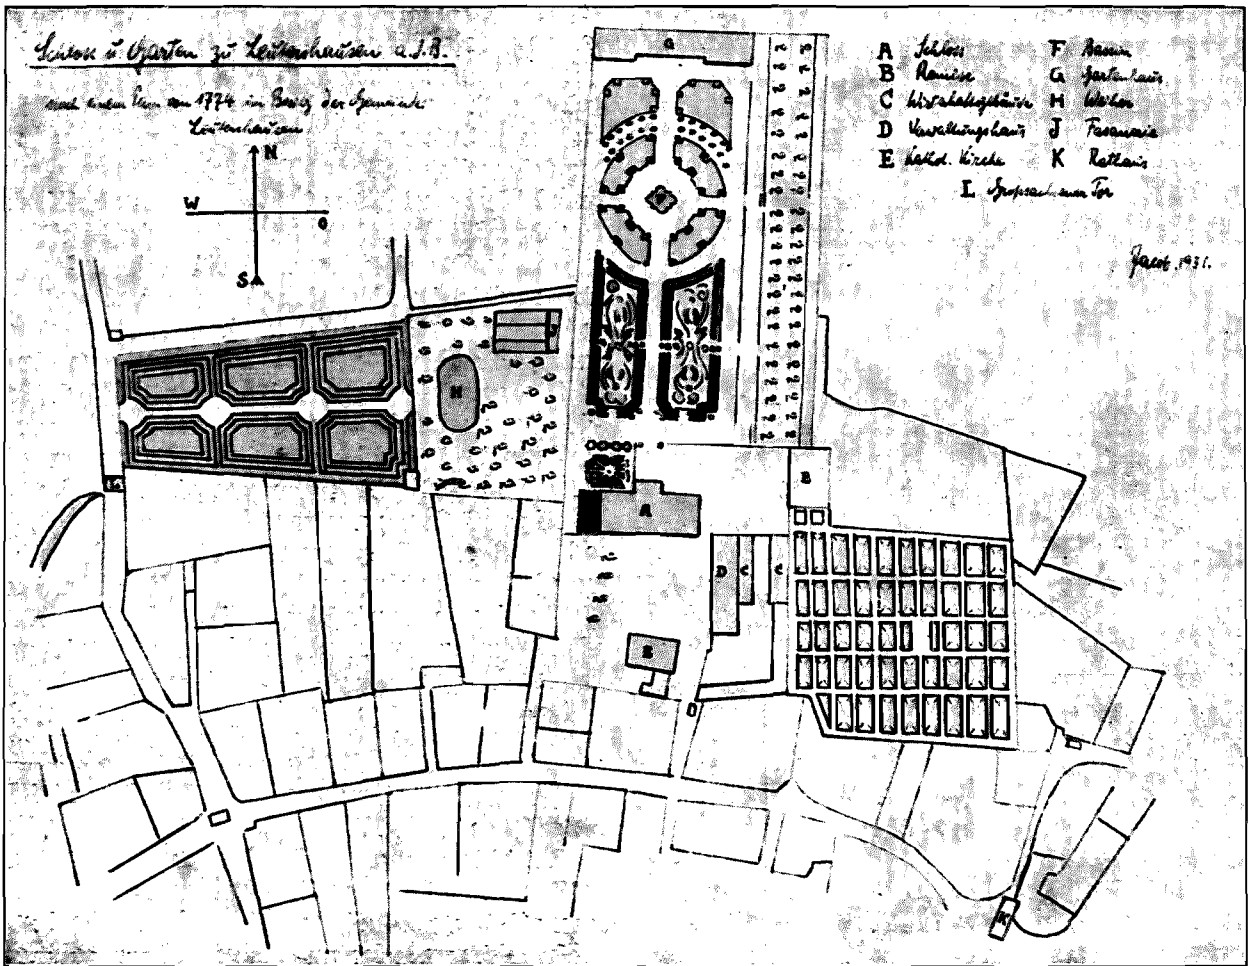 Schloss u. Garten zu Leutershausen a.d.B.
nach einem Plan von 1774 im Besitz der Gemeinde
Leutershausen
N
W
O
S
A Schloss
B Remise
C Wirtschaftsgebäude
D Verwaltungshaus
E Kathol. Kirche
F Bassin
G Gartenhaus
H Weiher
J Fasanerie
K Rathaus
L Grosssachsener Tor
Jacob 1931.
G
F
J
H
L
B
A
D
C
C
E
K